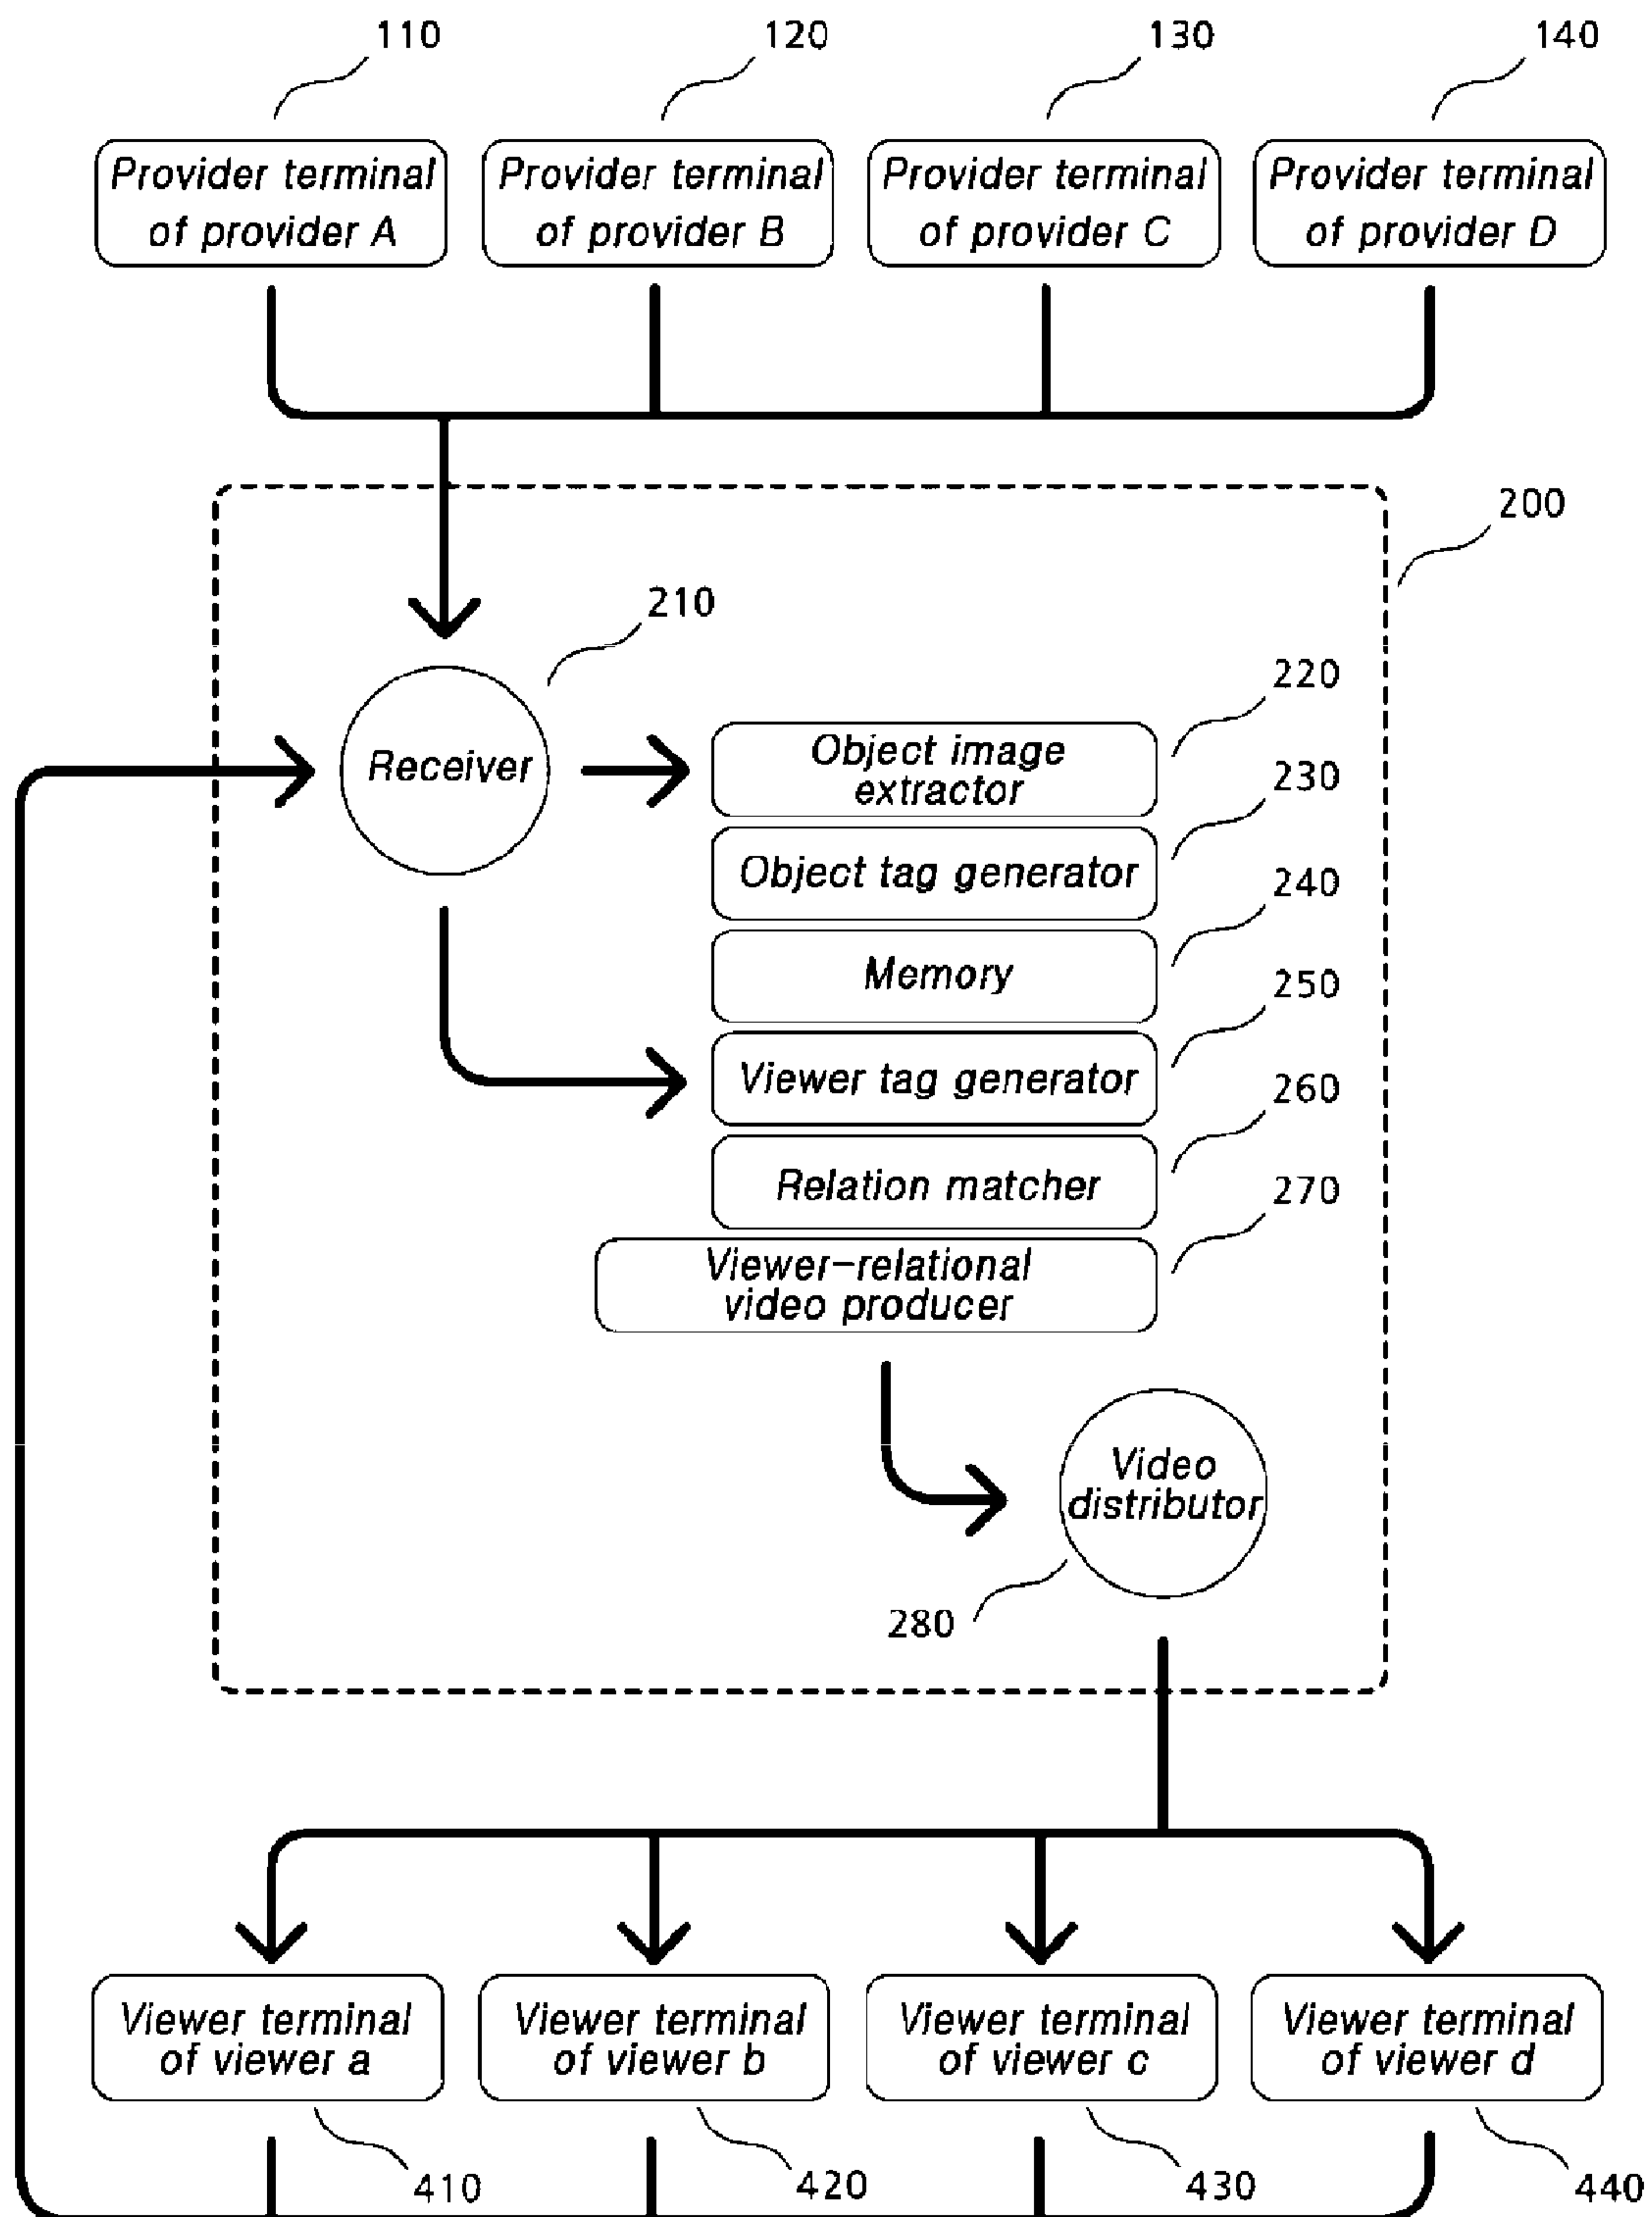 110
120
130
140
Provider terminal
of provider A
Provider terminal
of provider B
Provider terminal
of provider C
Provider terminal
of provider D
200
210
Receiver
220
Object image
extractor
230
Object tag generator
240
Memory
250
Viewer tag generator
260
Relation matcher
270
Viewer-relational
video producer
Video
distributor
280
Viewer terminal
of viewer a
Viewer terminal
of viewer b
Viewer terminal
of viewer c
Viewer terminal
of viewer d
410
420
430
440